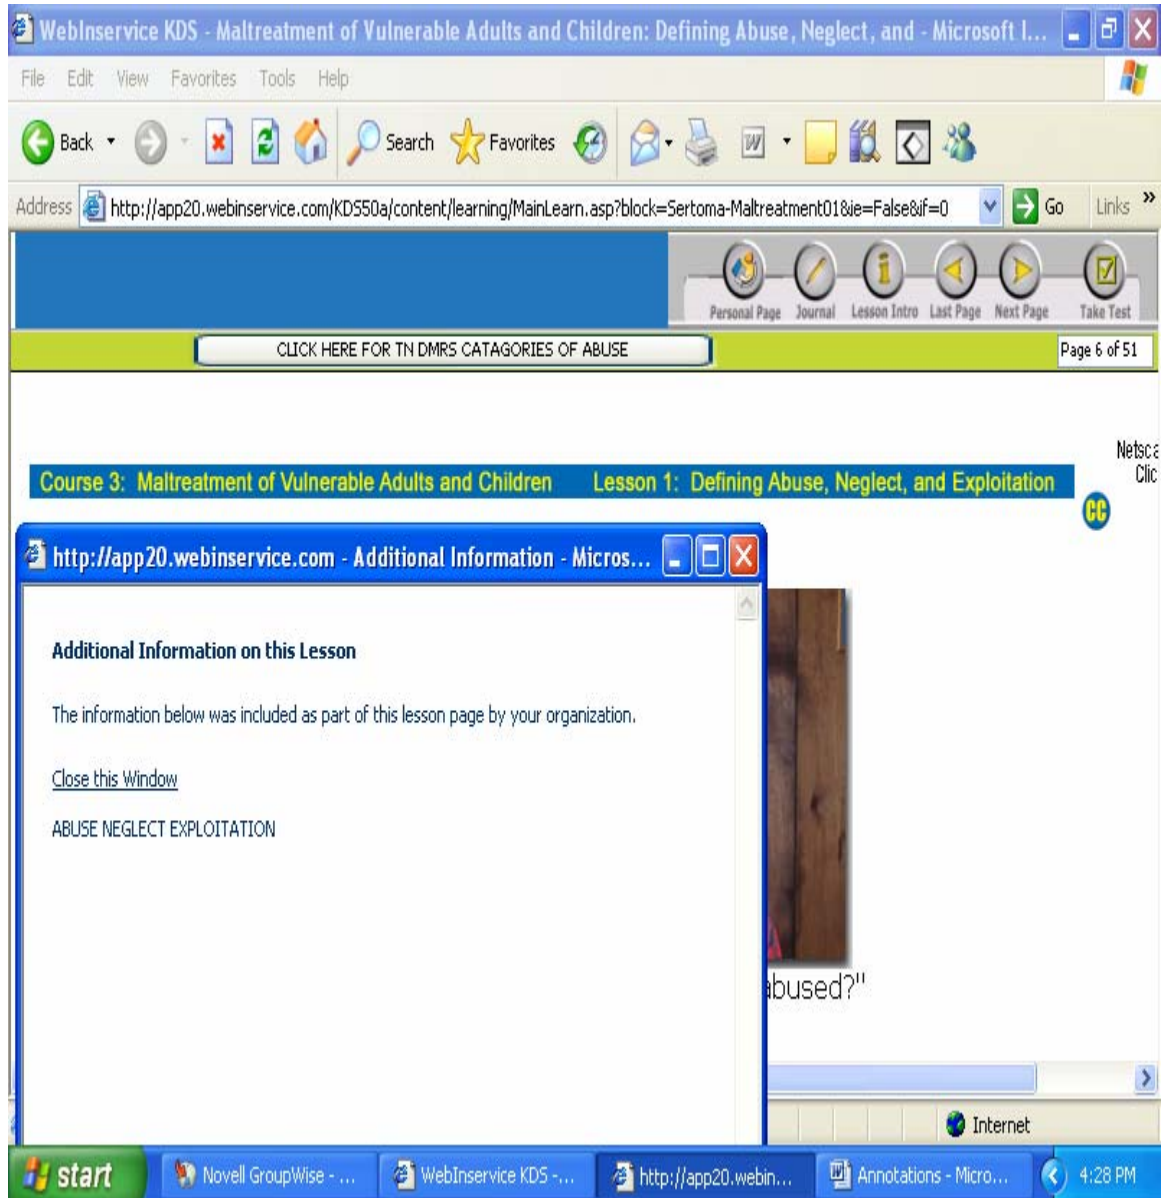 WebInservice KDS - Maltreatment of Vulnerable Adults and Children: Defining Abuse, Neglect, and - Microsoft I...
File Edit View Favorites Tools Help
Back Search Favorites
Address http://app20.webinservice.com/KDS50a/content/learning/MainLearn.asp?block=Sertoma-Maltreatment01&ie=False&if=0 Go Links »
Personal Page Journal Lesson Intro Last Page Next Page Take Test
CLICK HERE FOR TN DMRS CATAGORIES OF ABUSE Page 6 of 51
Netsca
Clic
Course 3: Maltreatment of Vulnerable Adults and Children Lesson 1: Defining Abuse, Neglect, and Exploitation
CC
http://app20.webinservice.com - Additional Information - Micros...
Additional Information on this Lesson
The information below was included as part of this lesson page by your organization.
Close this Window
ABUSE NEGLECT EXPLOITATION
abused?"
Internet
start Novell GroupWise - ... WebInservice KDS -... http://app20.webin... Annotations - Micro... 4:28 PM